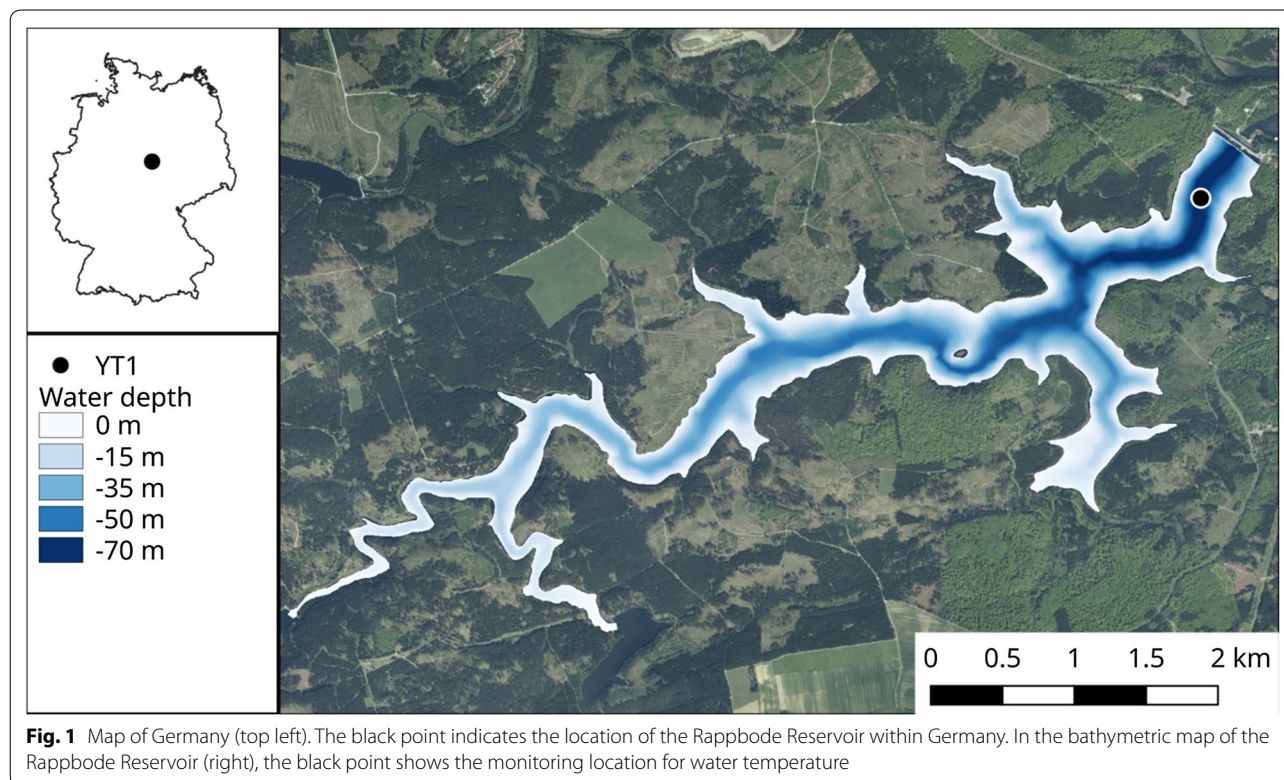 YT1
Water depth
0 m
-15 m
-35 m
-50 m
-70 m
0 0.5 1 1.5 2 km
Fig. 1 Map of Germany (top left). The black point indicates the location of the Rappbode Reservoir within Germany. In the bathymetric map of the
Rappbode Reservoir (right), the black point shows the monitoring location for water temperature